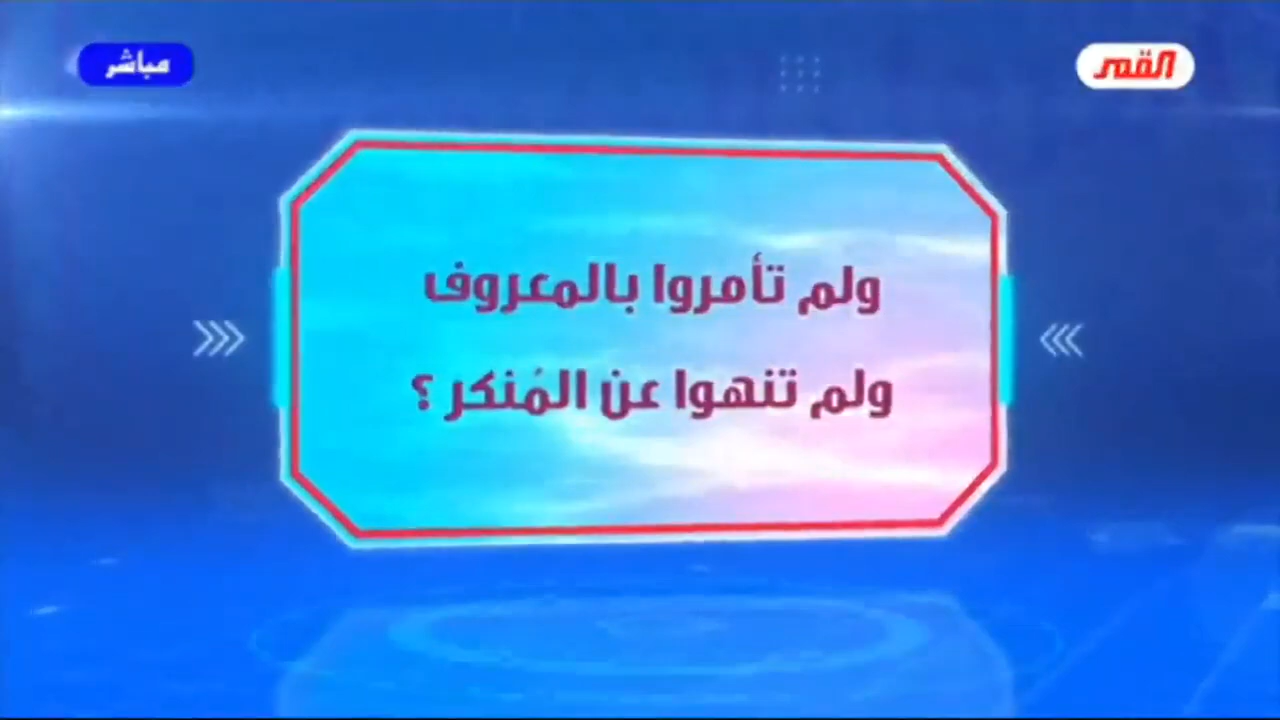 القمر
مباشر
ولم تأمروا بالمعروف
ولم تنهوا عن المُنكر ؟